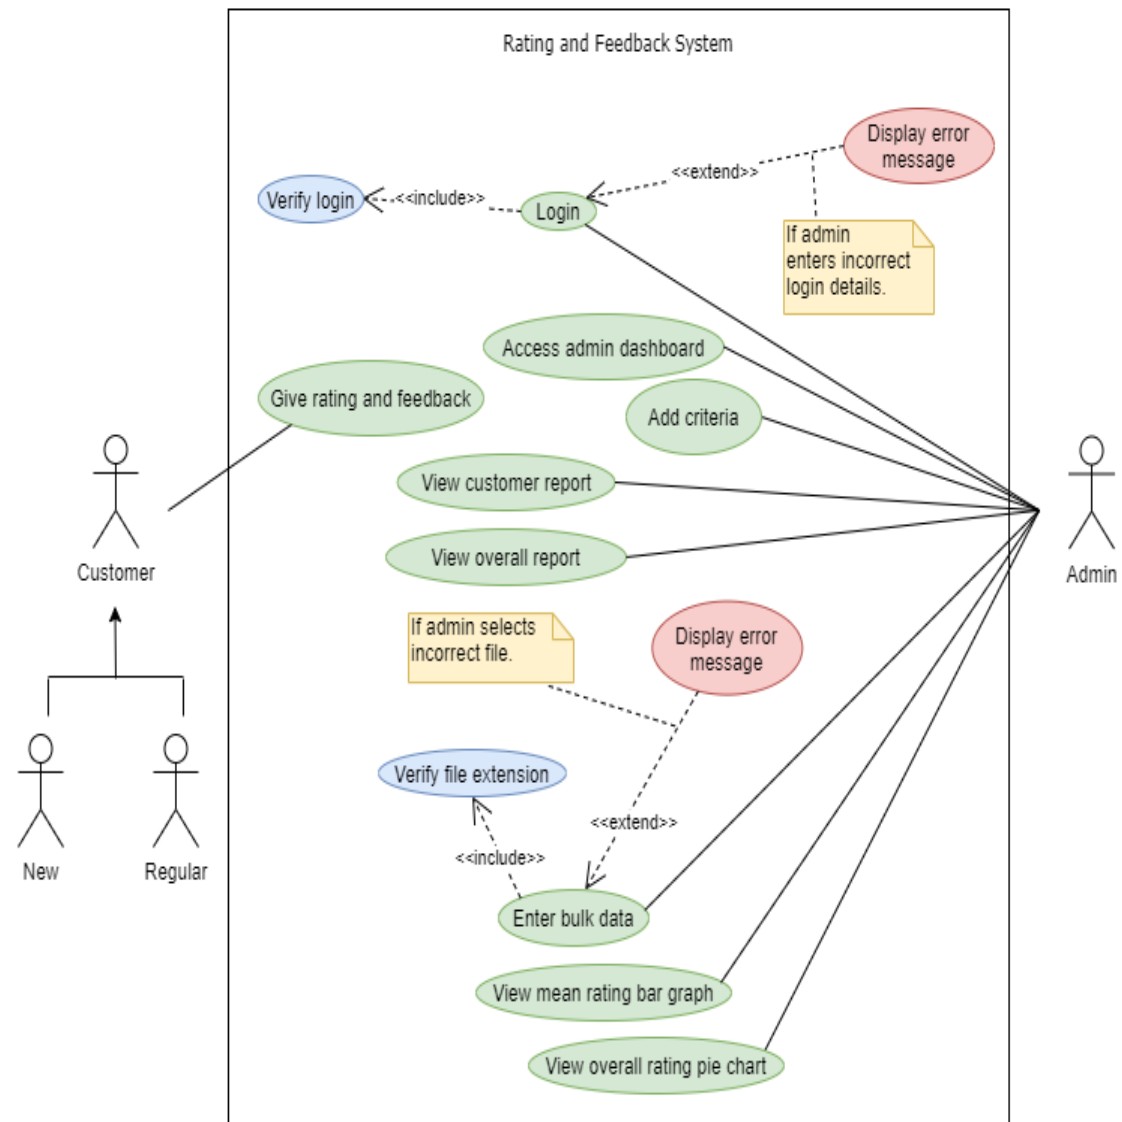 Rating and Feedback System
Display error
message
<<extend>>
Verify login
<<include>>
Login
If admin
enters incorrect
login details.
Access admin dashboard
Give rating and feedback
Add criteria
View customer report
View overall report
Customer
Admin
If admin selects
incorrect file.
Display error
message
Verify file extension
<<extend>>
<<include>>
New
Regular
Enter bulk data
View mean rating bar graph
View overall rating pie chart